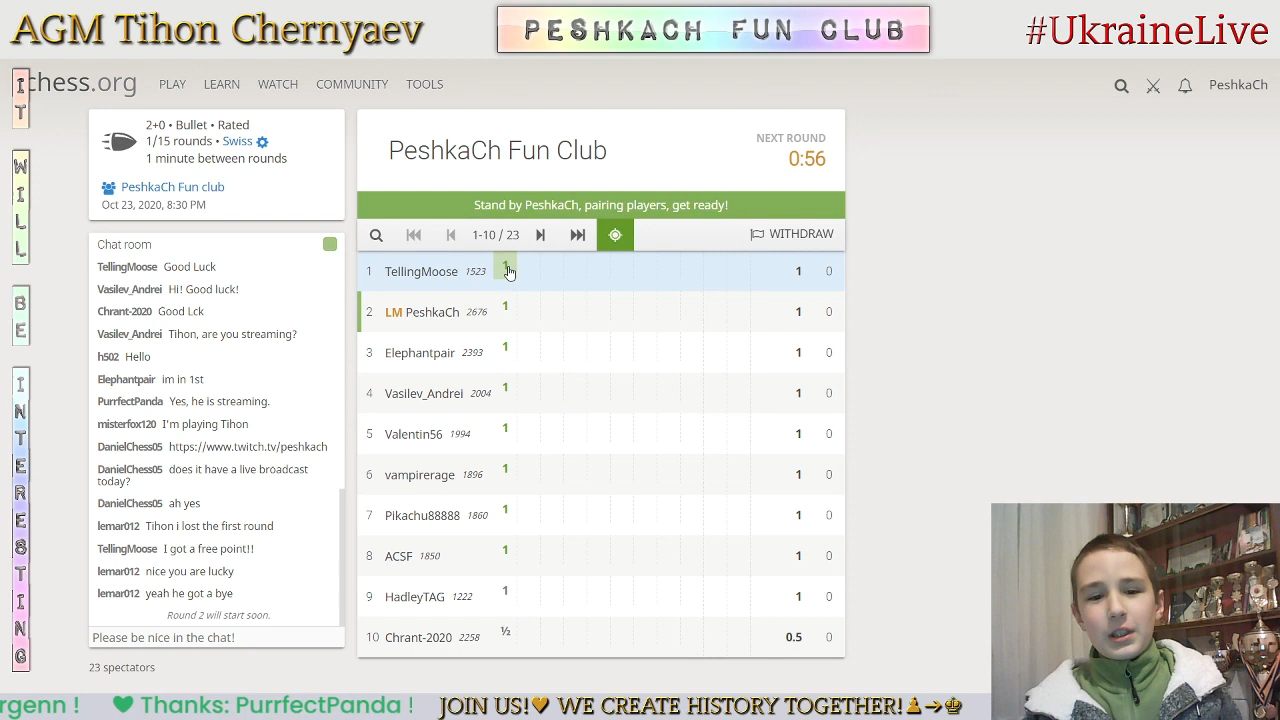 AGM Tihon Chernyaev
PESHKACH FUN CLUB
#UkraineLive
IT
WILL
BE
INTERESTING
chess.org
PLAY LEARN WATCH COMMUNITY TOOLS
PeshkaCh
2+0 • Bullet • Rated
1/15 rounds • Swiss
1 minute between rounds
PeshkaCh Fun club
Oct 23, 2020, 8:30 PM
Chat room
TellingMoose Good Luck
Vasilev_Andrei Hi! Good luck!
Chrant-2020 Good Lck
Vasilev_Andrei Tihon, are you streaming?
h502 Hello
Elephantpair im in 1st
PurrfectPanda Yes, he is streaming.
misterfox120 I'm playing Tihon
DanielChess05 https://www.twitch.tv/peshkach
DanielChess05 does it have a live broadcast
today?
DanielChess05 ah yes
lemar012 Tihon i lost the first round
TellingMoose I got a free point!!
lemar012 nice you are lucky
lemar012 yeah he got a bye
Round 2 will start soon.
Please be nice in the chat!
23 spectators
PeshkaCh Fun Club
NEXT ROUND
0:56
Stand by PeshkaCh, pairing players, get ready!
1-10 / 23
WITHDRAW
1 TellingMoose 1523 1 1 0
2 LM PeshkaCh 2676 1 1 0
3 Elephantpair 2393 1 1 0
4 Vasilev_Andrei 2004 1 1 0
5 Valentin56 1994 1 1 0
6 vampirerage 1896 1 1 0
7 Pikachu88888 1860 1 1 0
8 ACSF 1850 1 1 0
9 HadleyTAG 1222 1 1 0
10 Chrant-2020 2258 ½ 0.5 0
rgenn ! Thanks: PurrfectPanda !
JOIN US! WE CREATE HISTORY TOGETHER!